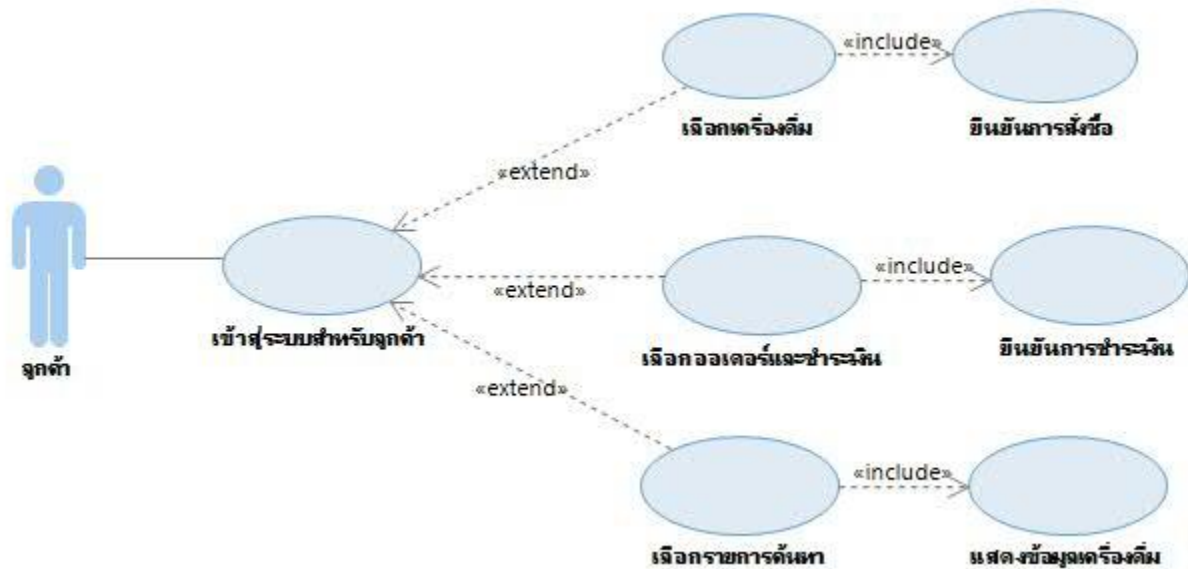 «include»
เลือกเครื่องดื่ม
ยืนยันการสั่งซื้อ
«extend»
«include»
«extend»
ลูกค้า
เข้าสู่ระบบสำหรับลูกค้า
เลือกออเดอร์และชำระเงิน
ยืนยันการชำระเงิน
«extend»
«include»
เลือกรายการค้นหา
แสดงข้อมูลเครื่องดื่ม